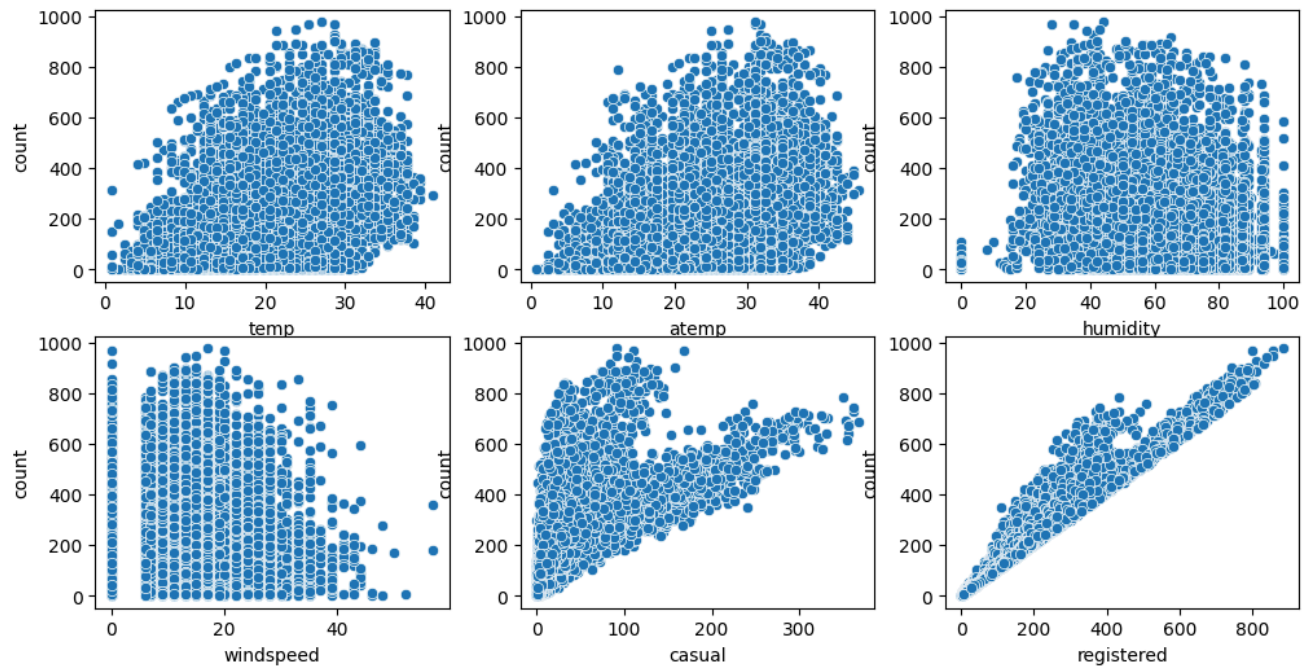 1000 1000 1000
800 800 800
600 600 600
count count count
400 400 400
200 200 200
0 0 0
0 10 20 30 40 0 10 20 30 40 0 20 40 60 80 100
temp atemp humidity
1000 1000 1000
800 800 800
600 600 600
count count count
400 400 400
200 200 200
0 0 0
0 20 40 0 100 200 300 0 200 400 600 800
windspeed casual registered